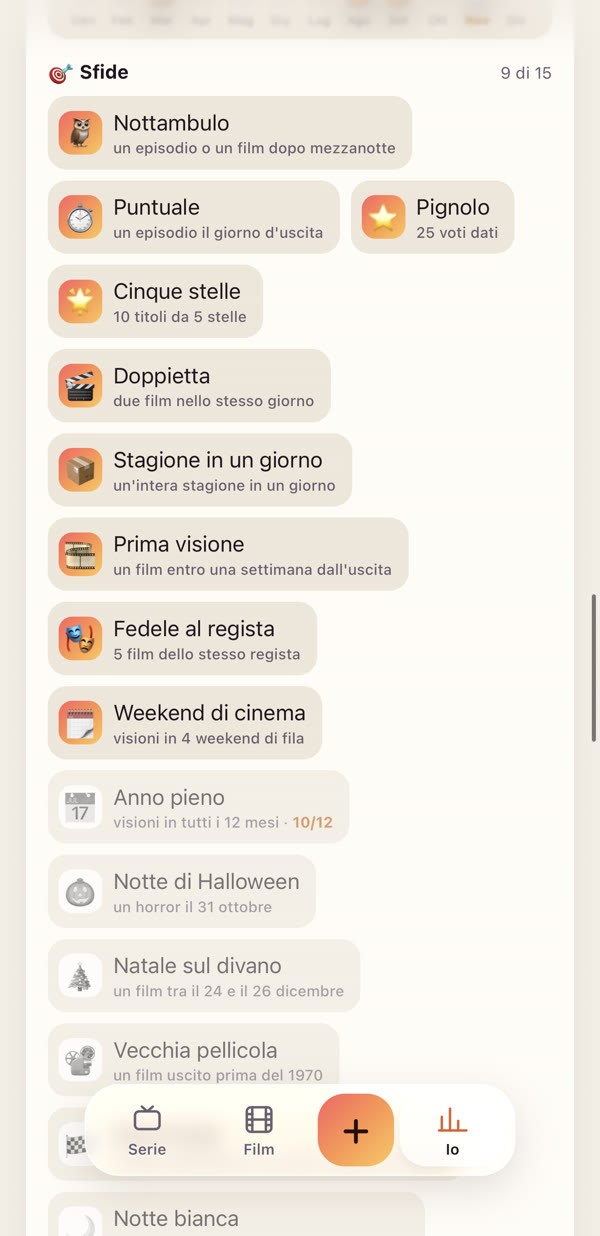 🎯 Sfide
9 di 15
Nottambulo
un episodio o un film dopo mezzanotte
Puntuale
un episodio il giorno d'uscita
Pignolo
25 voti dati
Cinque stelle
10 titoli da 5 stelle
Doppietta
due film nello stesso giorno
Stagione in un giorno
un'intera stagione in un giorno
Prima visione
un film entro una settimana dall'uscita
Fedele al regista
5 film dello stesso regista
Weekend di cinema
visioni in 4 weekend di fila
17
Anno pieno
visioni in tutti i 12 mesi · 10/12
Notte di Halloween
un horror il 31 ottobre
Natale sul divano
un film tra il 24 e il 26 dicembre
Vecchia pellicola
un film uscito prima del 1970
Serie
Film
+
Io
Notte bianca